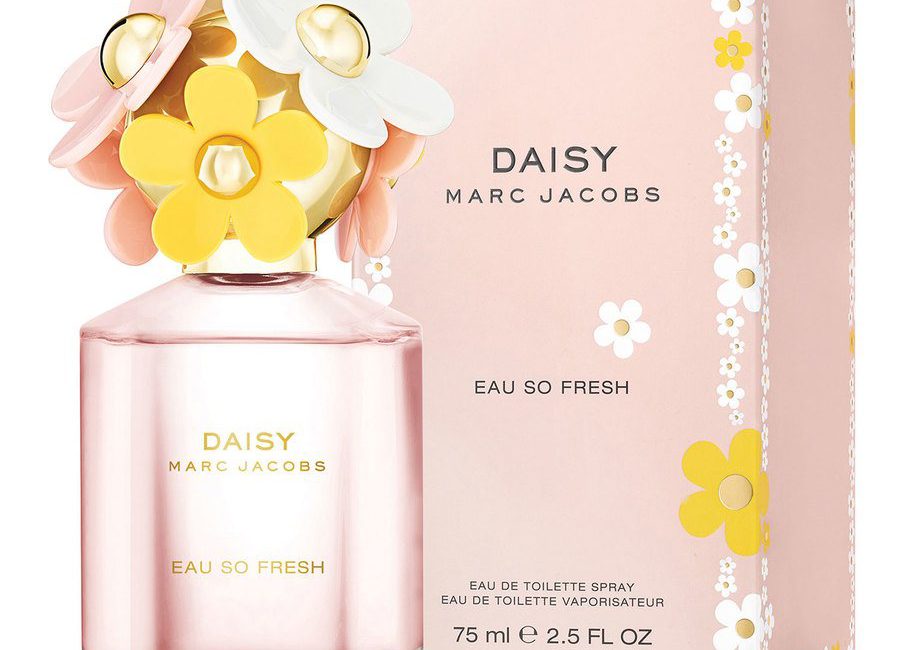 DAISY
MARC JACOBS
EAU SO FRESH
EAU DE TOILETTE SPRAY
EAU DE TOILETTE VAPORISATEUR
75 ml ℮ 2.5 FL OZ
DAISY
MARC JACOBS
EAU SO FRESH